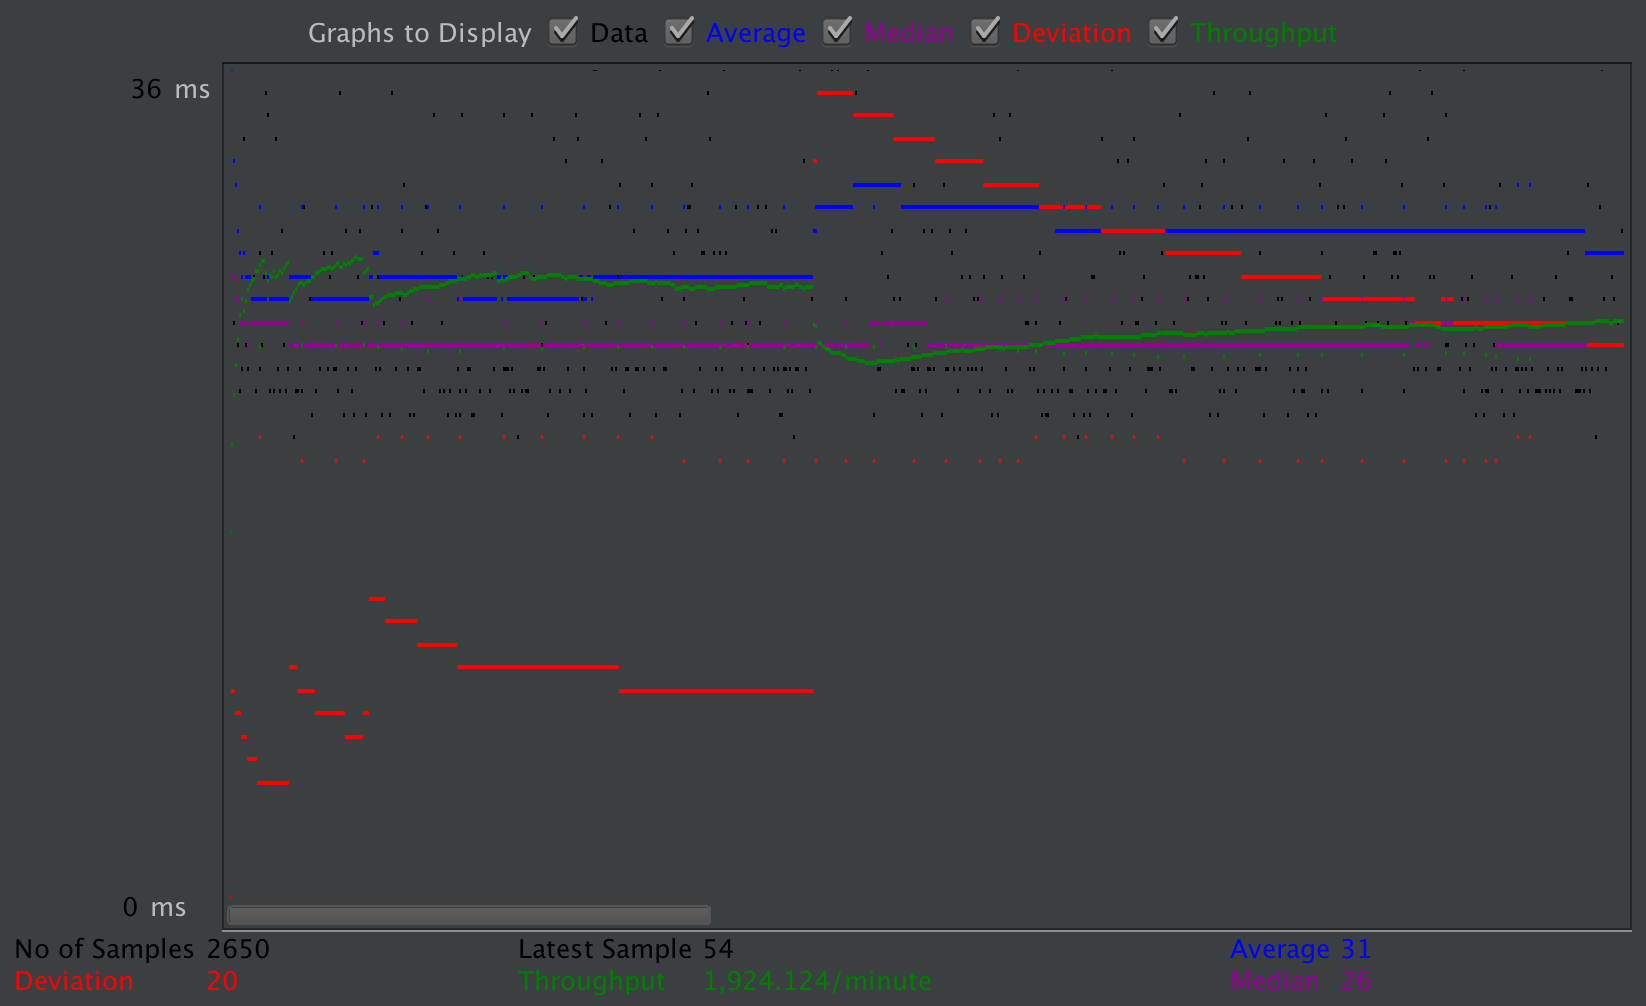 Graphs to Display Data Average Median Deviation Throughput
36 ms
0 ms
No of Samples 2650 Latest Sample 54 Average 31
Deviation 20 Throughput 1,924.124/minute Median 26